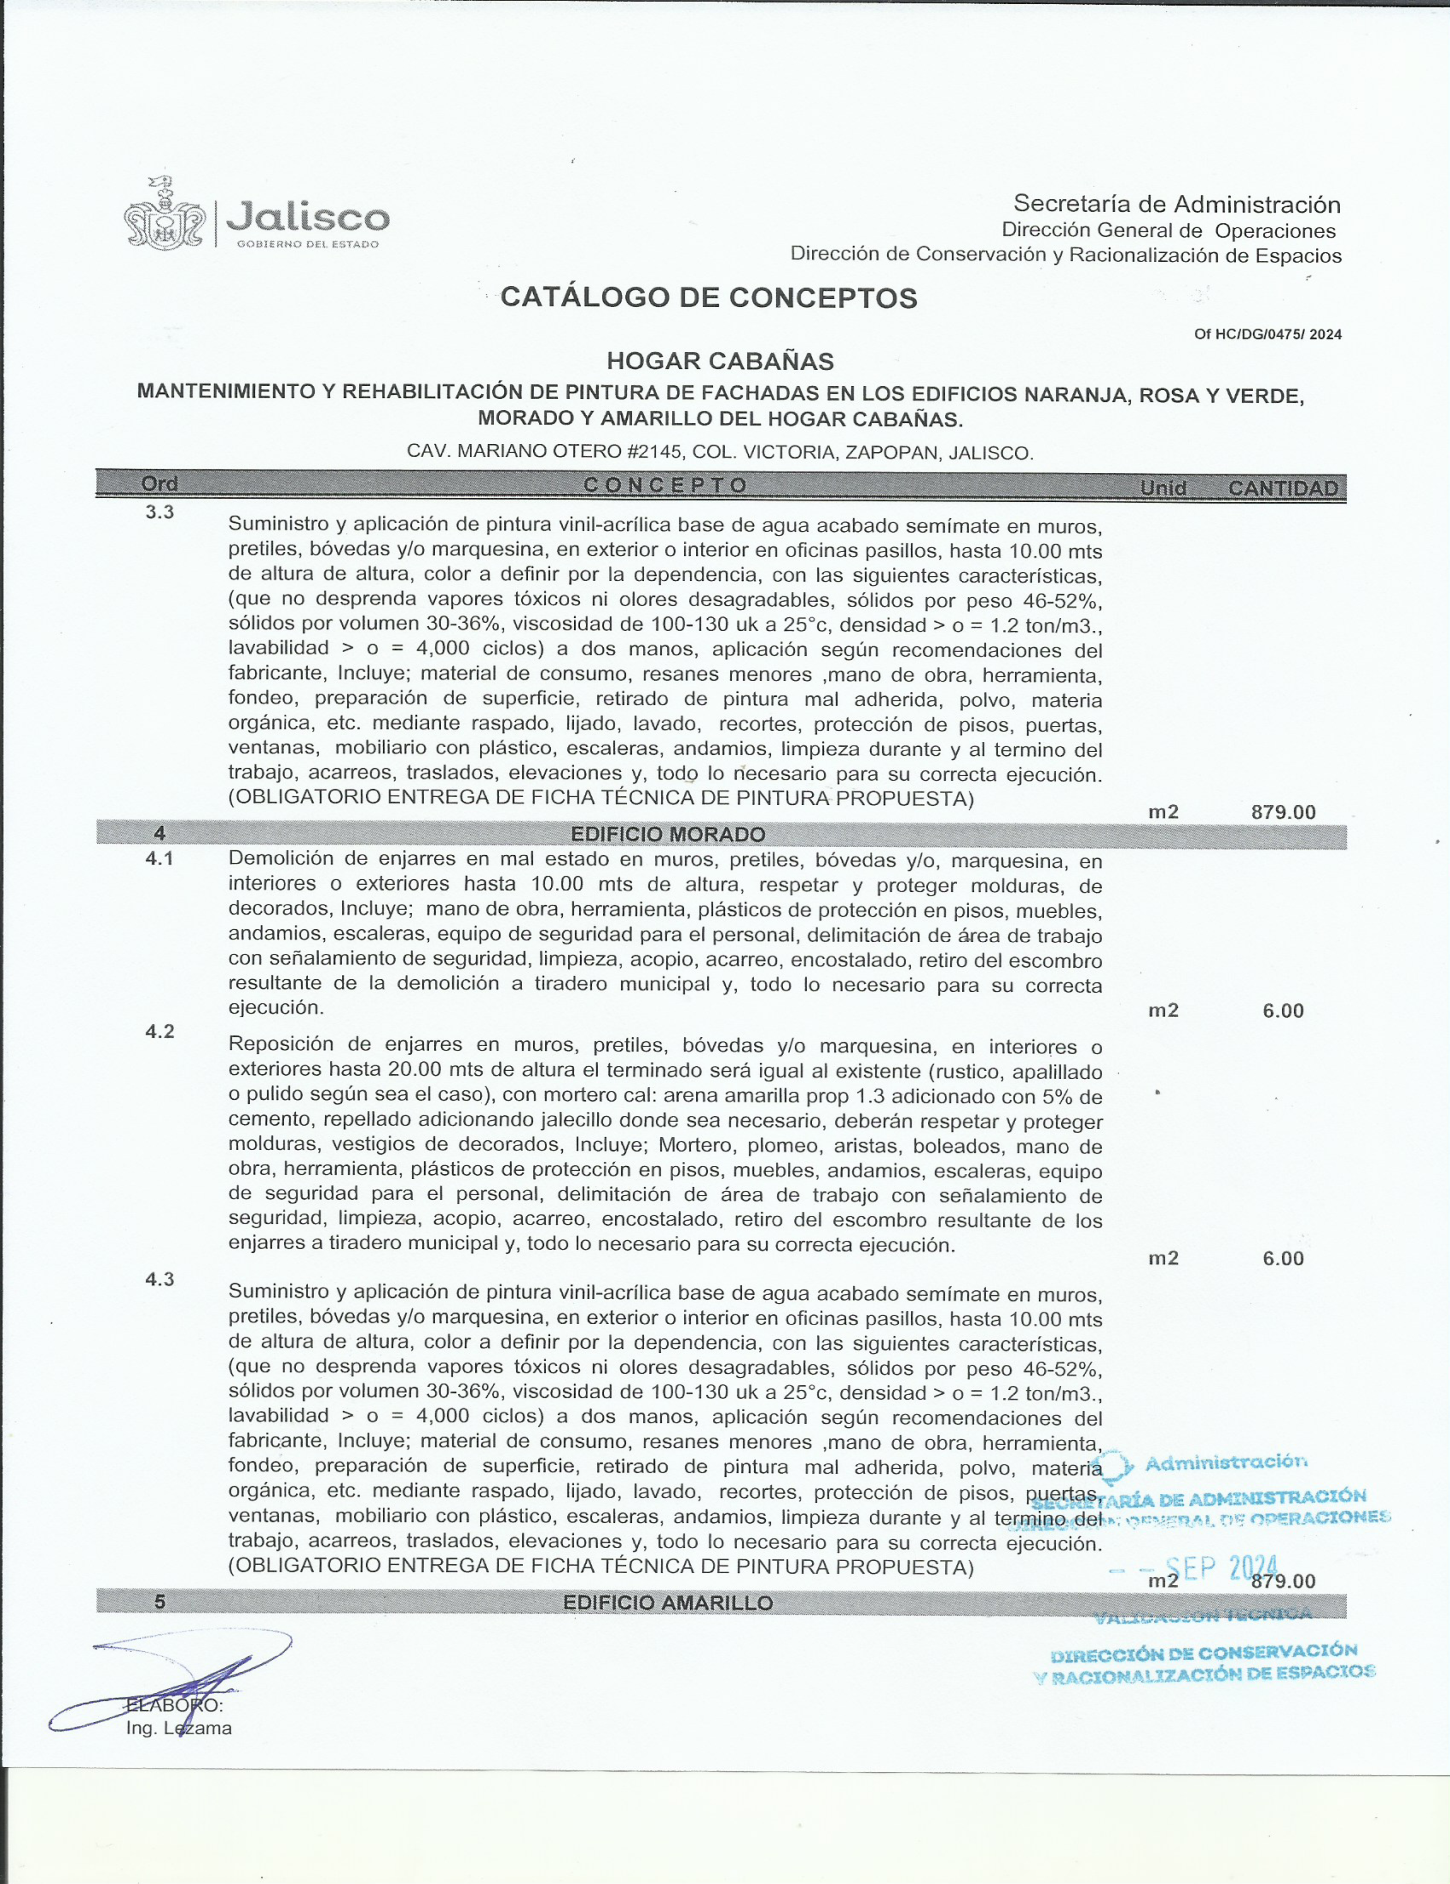 Jalisco
GOBIERNO DEL ESTADO
Secretaría de Administración
Dirección General de Operaciones
Dirección de Conservación y Racionalización de Espacios
CATÁLOGO DE CONCEPTOS
Of HC/DG/0475/ 2024
HOGAR CABAÑAS
MANTENIMIENTO Y REHABILITACIÓN DE PINTURA DE FACHADAS EN LOS EDIFICIOS NARANJA, ROSA Y VERDE,
MORADO Y AMARILLO DEL HOGAR CABAÑAS.
CAV. MARIANO OTERO #2145, COL. VICTORIA, ZAPOPAN, JALISCO.
Ord CONCEPTO Unid CANTIDAD
3.3
Suministro y aplicación de pintura vinil-acrílica base de agua acabado semímate en muros,
pretiles, bóvedas y/o marquesina, en exterior o interior en oficinas pasillos, hasta 10.00 mts
de altura de altura, color a definir por la dependencia, con las siguientes características,
(que no desprenda vapores tóxicos ni olores desagradables, sólidos por peso 46-52%,
sólidos por volumen 30-36%, viscosidad de 100-130 uk a 25°c, densidad > o = 1.2 ton/m3.,
lavabilidad > o = 4,000 ciclos) a dos manos, aplicación según recomendaciones del
fabricante, Incluye; material de consumo, resanes menores ,mano de obra, herramienta,
fondeo, preparación de superficie, retirado de pintura mal adherida, polvo, materia
orgánica, etc. mediante raspado, lijado, lavado, recortes, protección de pisos, puertas,
ventanas, mobiliario con plástico, escaleras, andamios, limpieza durante y al termino del
trabajo, acarreos, traslados, elevaciones y, todo lo necesario para su correcta ejecución.
(OBLIGATORIO ENTREGA DE FICHA TÉCNICA DE PINTURA PROPUESTA)
m2 879.00
4 EDIFICIO MORADO
4.1 Demolición de enjarres en mal estado en muros, pretiles, bóvedas y/o, marquesina, en
interiores o exteriores hasta 10.00 mts de altura, respetar y proteger molduras, de
decorados, Incluye; mano de obra, herramienta, plásticos de protección en pisos, muebles,
andamios, escaleras, equipo de seguridad para el personal, delimitación de área de trabajo
con señalamiento de seguridad, limpieza, acopio, acarreo, encostalado, retiro del escombro
resultante de la demolición a tiradero municipal y, todo lo necesario para su correcta
ejecución. m2 6.00
4.2
Reposición de enjarres en muros, pretiles, bóvedas y/o marquesina, en interiores o
exteriores hasta 20.00 mts de altura el terminado será igual al existente (rustico, apalillado
o pulido según sea el caso), con mortero cal: arena amarilla prop 1.3 adicionado con 5% de
cemento, repellado adicionando jalecillo donde sea necesario, deberán respetar y proteger
molduras, vestigios de decorados, Incluye; Mortero, plomeo, aristas, boleados, mano de
obra, herramienta, plásticos de protección en pisos, muebles, andamios, escaleras, equipo
de seguridad para el personal, delimitación de área de trabajo con señalamiento de
seguridad, limpieza, acopio, acarreo, encostalado, retiro del escombro resultante de los
enjarres a tiradero municipal y, todo lo necesario para su correcta ejecución.
m2 6.00
4.3
Suministro y aplicación de pintura vinil-acrílica base de agua acabado semímate en muros,
pretiles, bóvedas y/o marquesina, en exterior o interior en oficinas pasillos, hasta 10.00 mts
de altura de altura, color a definir por la dependencia, con las siguientes características,
(que no desprenda vapores tóxicos ni olores desagradables, sólidos por peso 46-52%,
sólidos por volumen 30-36%, viscosidad de 100-130 uk a 25°c, densidad > o = 1.2 ton/m3.,
lavabilidad > o = 4,000 ciclos) a dos manos, aplicación según recomendaciones del
fabricante, Incluye; material de consumo, resanes menores ,mano de obra, herramienta,
fondeo, preparación de superficie, retirado de pintura mal adherida, polvo, materia
orgánica, etc. mediante raspado, lijado, lavado, recortes, protección de pisos, puertas,
ventanas, mobiliario con plástico, escaleras, andamios, limpieza durante y al termino del
trabajo, acarreos, traslados, elevaciones y, todo lo necesario para su correcta ejecución.
(OBLIGATORIO ENTREGA DE FICHA TÉCNICA DE PINTURA PROPUESTA)
m2 879.00
5 EDIFICIO AMARILLO
Administración
SECRETARÍA DE ADMINISTRACIÓN
DIRECCIÓN GENERAL DE OPERACIONES
-- SEP 2024
VALIDACIÓN TÉCNICA
DIRECCIÓN DE CONSERVACIÓN
Y RACIONALIZACIÓN DE ESPACIOS
ELABORO:
Ing. Lezama